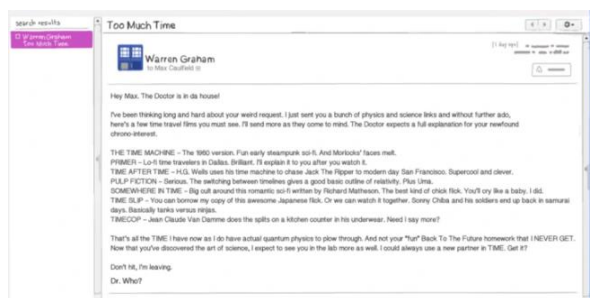 search results
Too Much Time
Warren Graham
Too Much Time
Warren Graham
to Max Caulfield
Hey Max. The Doctor is in da house!
I've been thinking long and hard about your weird request. I just sent you a bunch of physics and science links and without further ado,
here's a few time travel films you must see. I'll send more as they come to mind. The Doctor expects a full explanation for your newfound
chrono-interest.
THE TIME MACHINE – The 1960 version. Fun early steampunk sci-fi. And Morlocks' faces melt.
PRIMER – Lo-fi time travelers in Dallas. Brilliant. I'll explain it to you after you watch it.
TIME AFTER TIME – H.G. Wells uses his time machine to chase Jack The Ripper to modern day San Francisco. Supercool and clever.
PULP FICTION – Serious. The switching between timelines gives a good basic outline of relativity. Plus Uma.
SOMEWHERE IN TIME – Big cult around this romantic sci-fi written by Richard Matheson. The best kind of chick flick. You'll cry like a baby. I did.
TIME SLIP – You can borrow my copy of this awesome Japanese flick. Or we can watch it together. Sonny Chiba and his soldiers end up back in samurai
days. Basically tanks versus ninjas.
TIMECOP – Jean Claude Van Damme does the splits on a kitchen counter in his underwear. Need I say more?
That's all the TIME I have now as I do have actual quantum physics to plow through. And not your "fun" Back To The Future homework that I NEVER GET.
Now that you've discovered the art of science, I expect to see you in the lab more as well. I could always use a new partner in TIME. Get it?
Don't hit, I'm leaving.
Dr. Who?